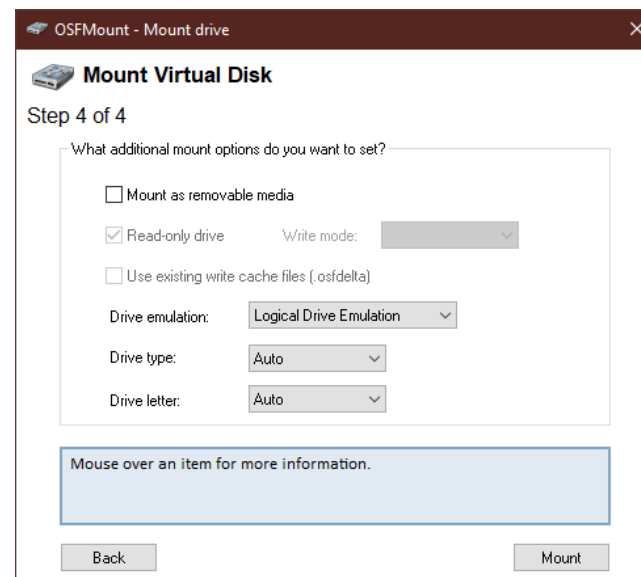 OSFMount - Mount drive
Mount Virtual Disk
Step 4 of 4
What additional mount options do you want to set?
Mount as removable media
Read-only drive Write mode:
Use existing write cache files (.osfdelta)
Drive emulation: Logical Drive Emulation
Drive type: Auto
Drive letter: Auto
Mouse over an item for more information.
Back Mount